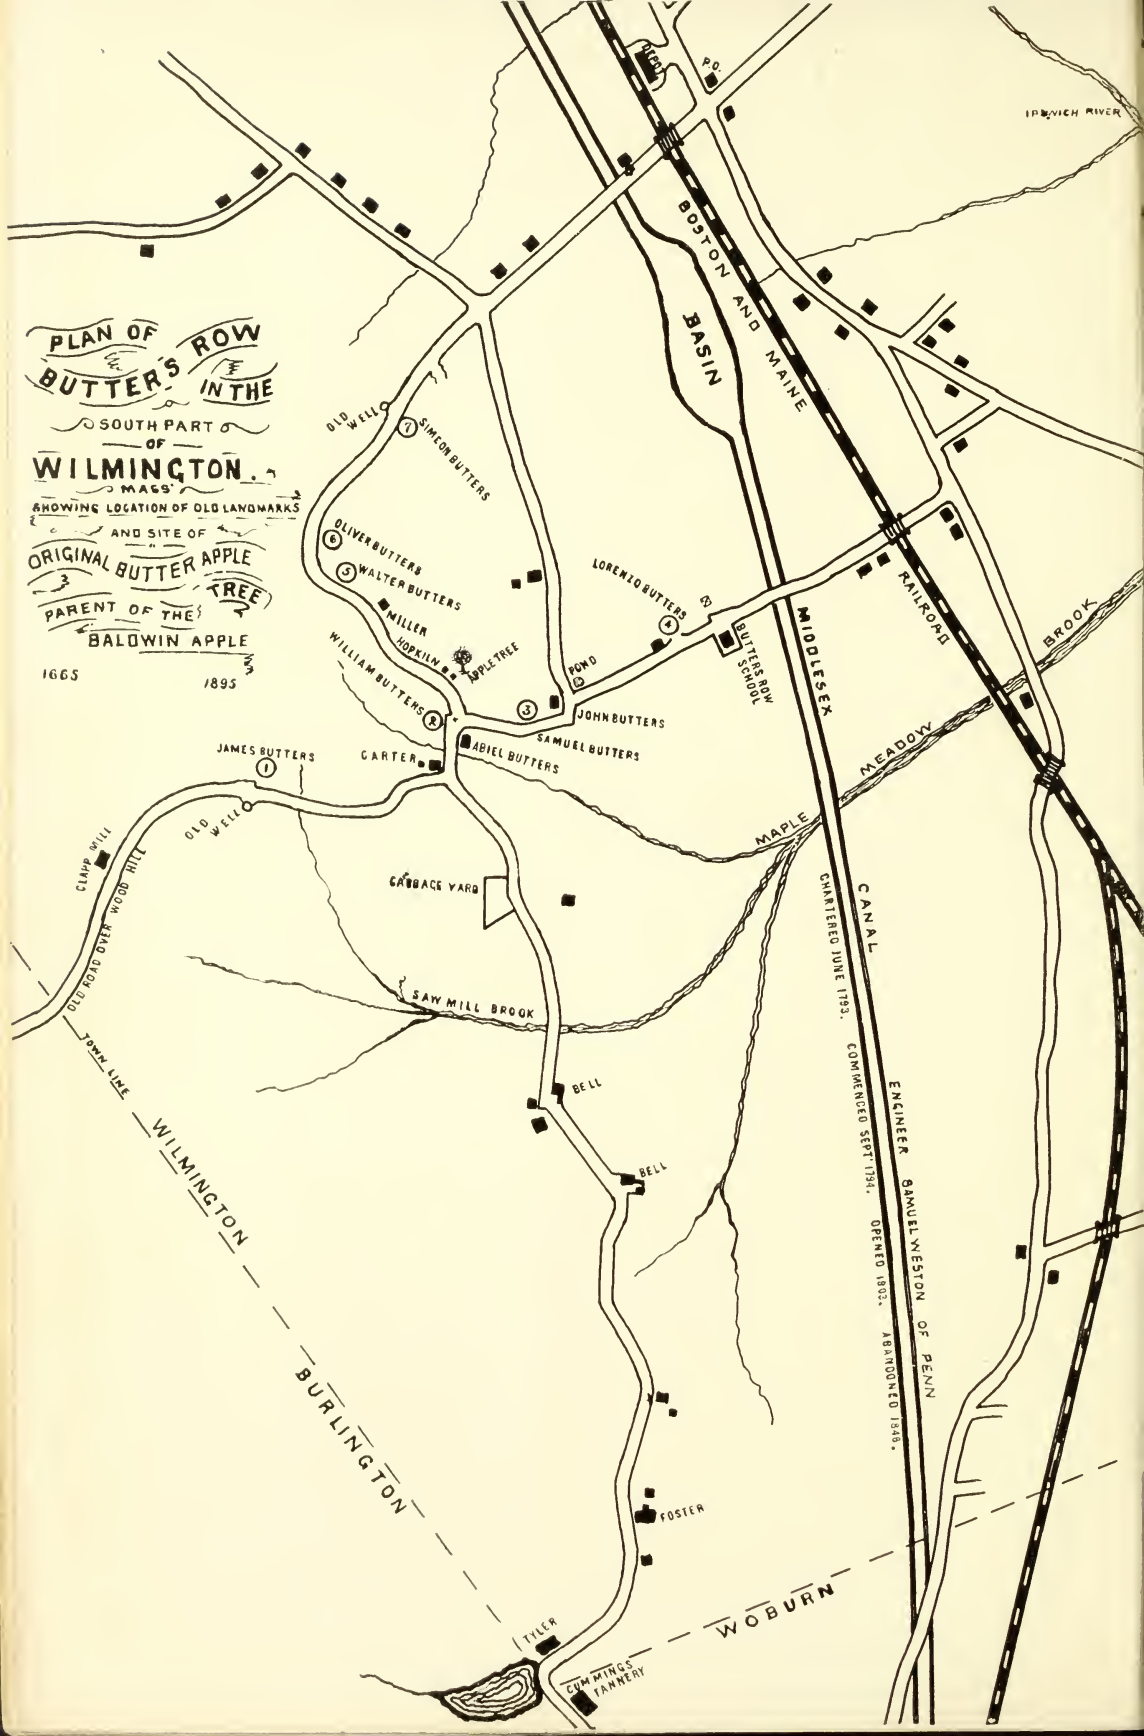 PLAN OF
BUTTER'S ROW
IN THE
SOUTH PART
OF
WILMINGTON.
MASS'
SHOWING LOCATION OF OLD LANDMARKS
AND SITE OF
ORIGINAL BUTTER APPLE
TREE
PARENT OF THE
BALDWIN APPLE
1665 1895
DEPOT
P.O.
IPSWICH RIVER
BOSTON AND MAINE
RAILROAD
BASIN
OLD
WELL
7
SIMEON BUTTERS
6
OLIVER BUTTERS
5
WALTER BUTTERS
MILLER
HOPKILN
APPLE TREE
WILLIAM BUTTERS
2
LORENZO BUTTERS
4
POND
BUTTERS ROW
SCHOOL
3
JOHN BUTTERS
SAMUEL BUTTERS
ABIEL BUTTERS
CARTER
JAMES BUTTERS
1
OLD
WELL
CLAPP MILL
OLD ROAD OVER WOOD HILL
TOWN LINE
CABBAGE YARD
SAW MILL BROOK
MAPLE
MEADOW
BROOK
MIDDLESEX
CANAL
CHARTERED JUNE 1793. COMMENCED SEPT' 1794. OPENED 1803. ABANDONED 1846.
ENGINEER SAMUEL WESTON OF PENN
BELL
BELL
WILMINGTON
BURLINGTON
FOSTER
WOBURN
TYLER
CUMMINGS
TANNERY